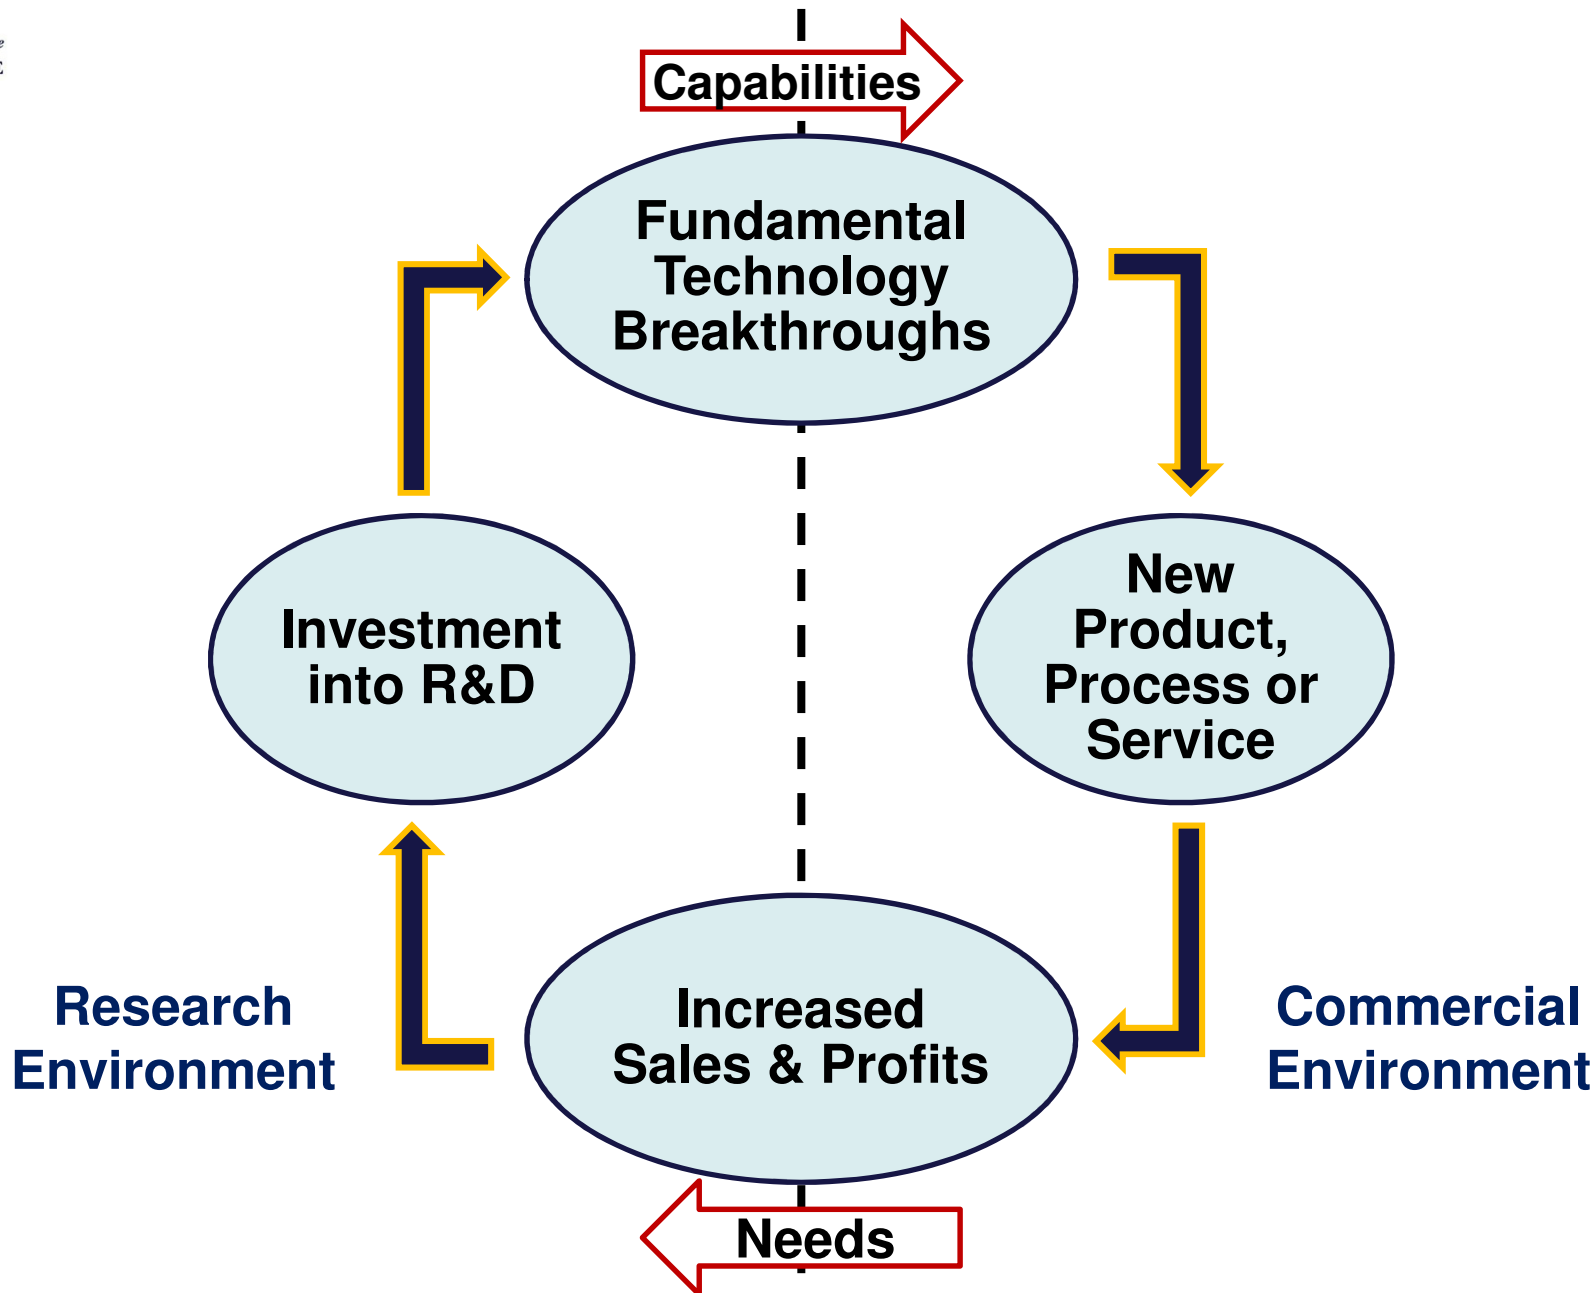 Capabilities
Fundamental
Technology
Breakthroughs
Investment
into R&D
New
Product,
Process or
Service
Research
Environment
Increased
Sales & Profits
Commercial
Environment
Needs